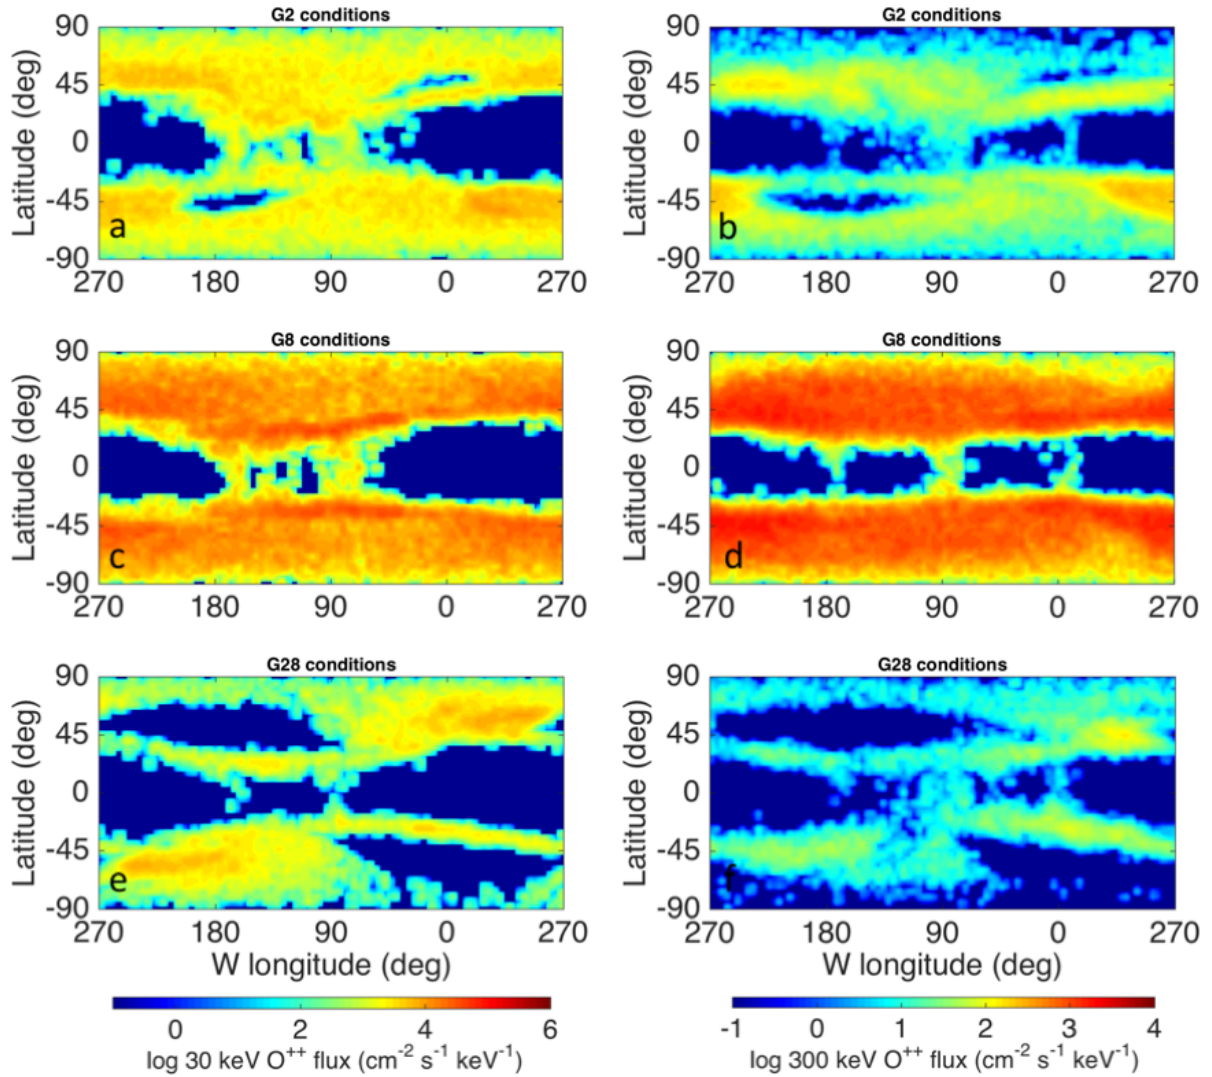 G2 conditions
90
45
0
-45
-90
Latitude (deg)
a
270 180 90 0 270
G2 conditions
90
45
0
-45
-90
Latitude (deg)
b
270 180 90 0 270
G8 conditions
90
45
0
-45
-90
Latitude (deg)
c
270 180 90 0 270
G8 conditions
90
45
0
-45
-90
Latitude (deg)
d
270 180 90 0 270
G28 conditions
90
45
0
-45
-90
Latitude (deg)
e
270 180 90 0 270
W longitude (deg)
G28 conditions
90
45
0
-45
-90
Latitude (deg)
f
270 180 90 0 270
W longitude (deg)
0 2 4 6
log 30 keV O⁺⁺ flux (cm⁻² s⁻¹ keV⁻¹)
-1 0 1 2 3 4
log 300 keV O⁺⁺ flux (cm⁻² s⁻¹ keV⁻¹)